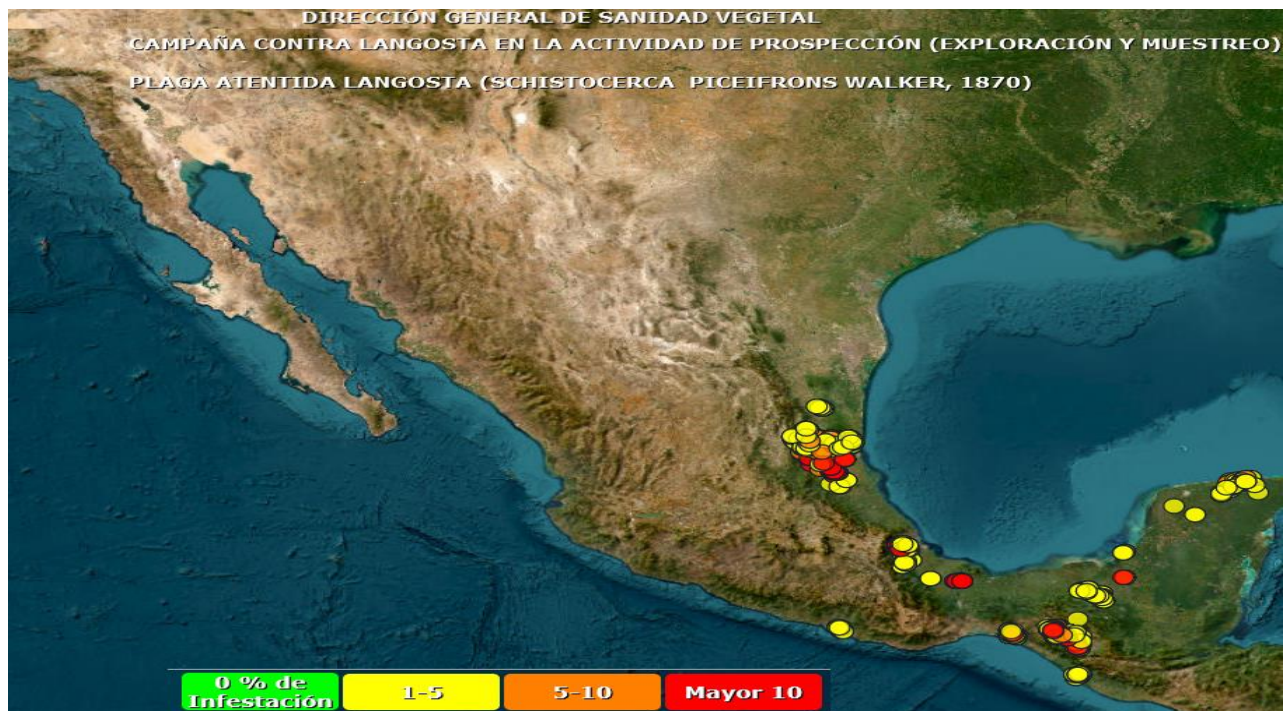 DIRECCIÓN GENERAL DE SANIDAD VEGETAL
CAMPAÑA CONTRA LANGOSTA EN LA ACTIVIDAD DE PROSPECCIÓN (EXPLORACIÓN Y MUESTREO)
PLAGA ATENTIDA LANGOSTA (SCHISTOCERCA PICEIFRONS WALKER, 1870)
0 % de
Infestación
1-5
5-10
Mayor 10